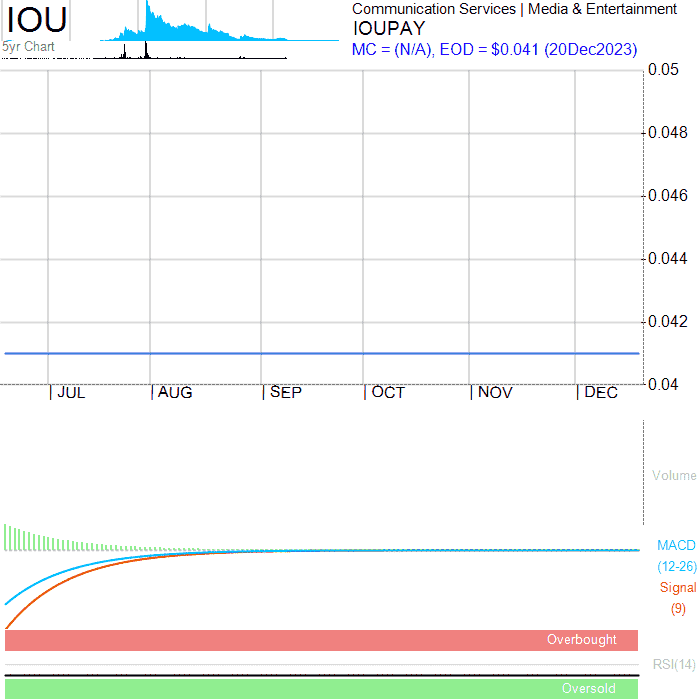 IOU
5yr Chart
Communication Services | Media & Entertainment
IOUPAY
MC = (N/A), EOD = $0.041 (20Dec2023)
0.05
0.048
0.046
0.044
0.042
0.04
JUL AUG SEP OCT NOV DEC
Volume
MACD
(12-26)
Signal
(9)
Overbought
RSI(14)
Oversold